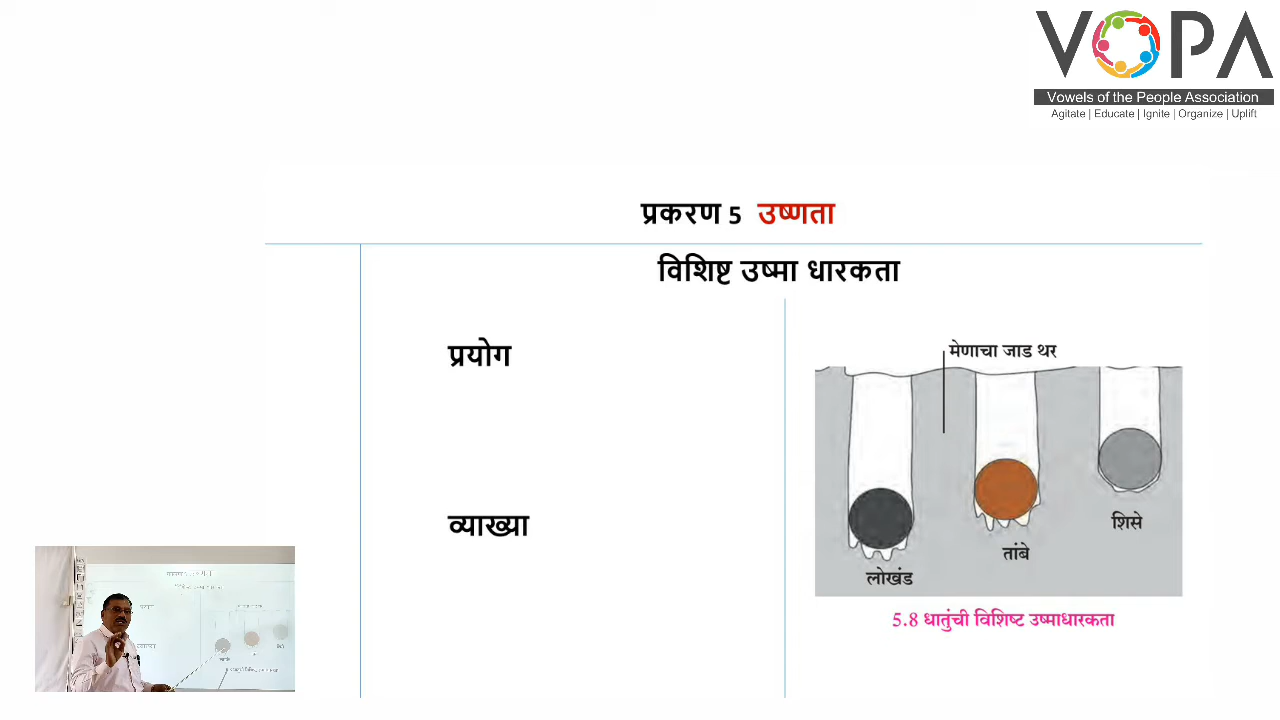 VOPA
Vowels of the People Association
Agitate | Educate | Ignite | Organize | Uplift
प्रकरण 5 उष्णता
विशिष्ट उष्मा धारकता
प्रयोग
व्याख्या
मेणाचा जाड थर
शिसे
तांबे
लोखंड
5.8 धातुंची विशिष्ट उष्माधारकता